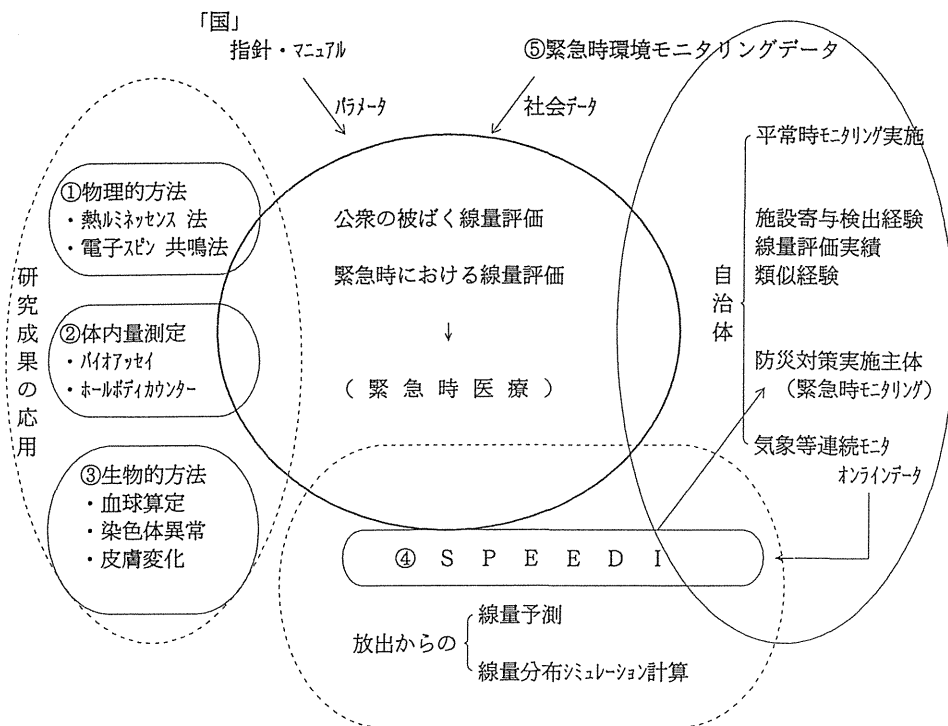 「国」
指針・マニュアル
⑤緊急時環境モニタリングデータ
パラメータ
社会データ
①物理的方法
・熱ルミネッセンス 法
・電子スピン 共鳴法
②体内量測定
・バイオアッセイ
・ホールボディカウンター
③生物的方法
・血球算定
・染色体異常
・皮膚変化
研究成果の応用
公衆の被ばく線量評価
緊急時における線量評価
↓
(緊急時医療)
自治体
平常時モニタリング実施
施設寄与検出経験
線量評価実績
類似経験
防災対策実施主体
(緊急時モニタリング)
気象等連続モニタ
オンラインデータ
④ S P E E D I
放出からの
線量予測
線量分布シミュレーション計算